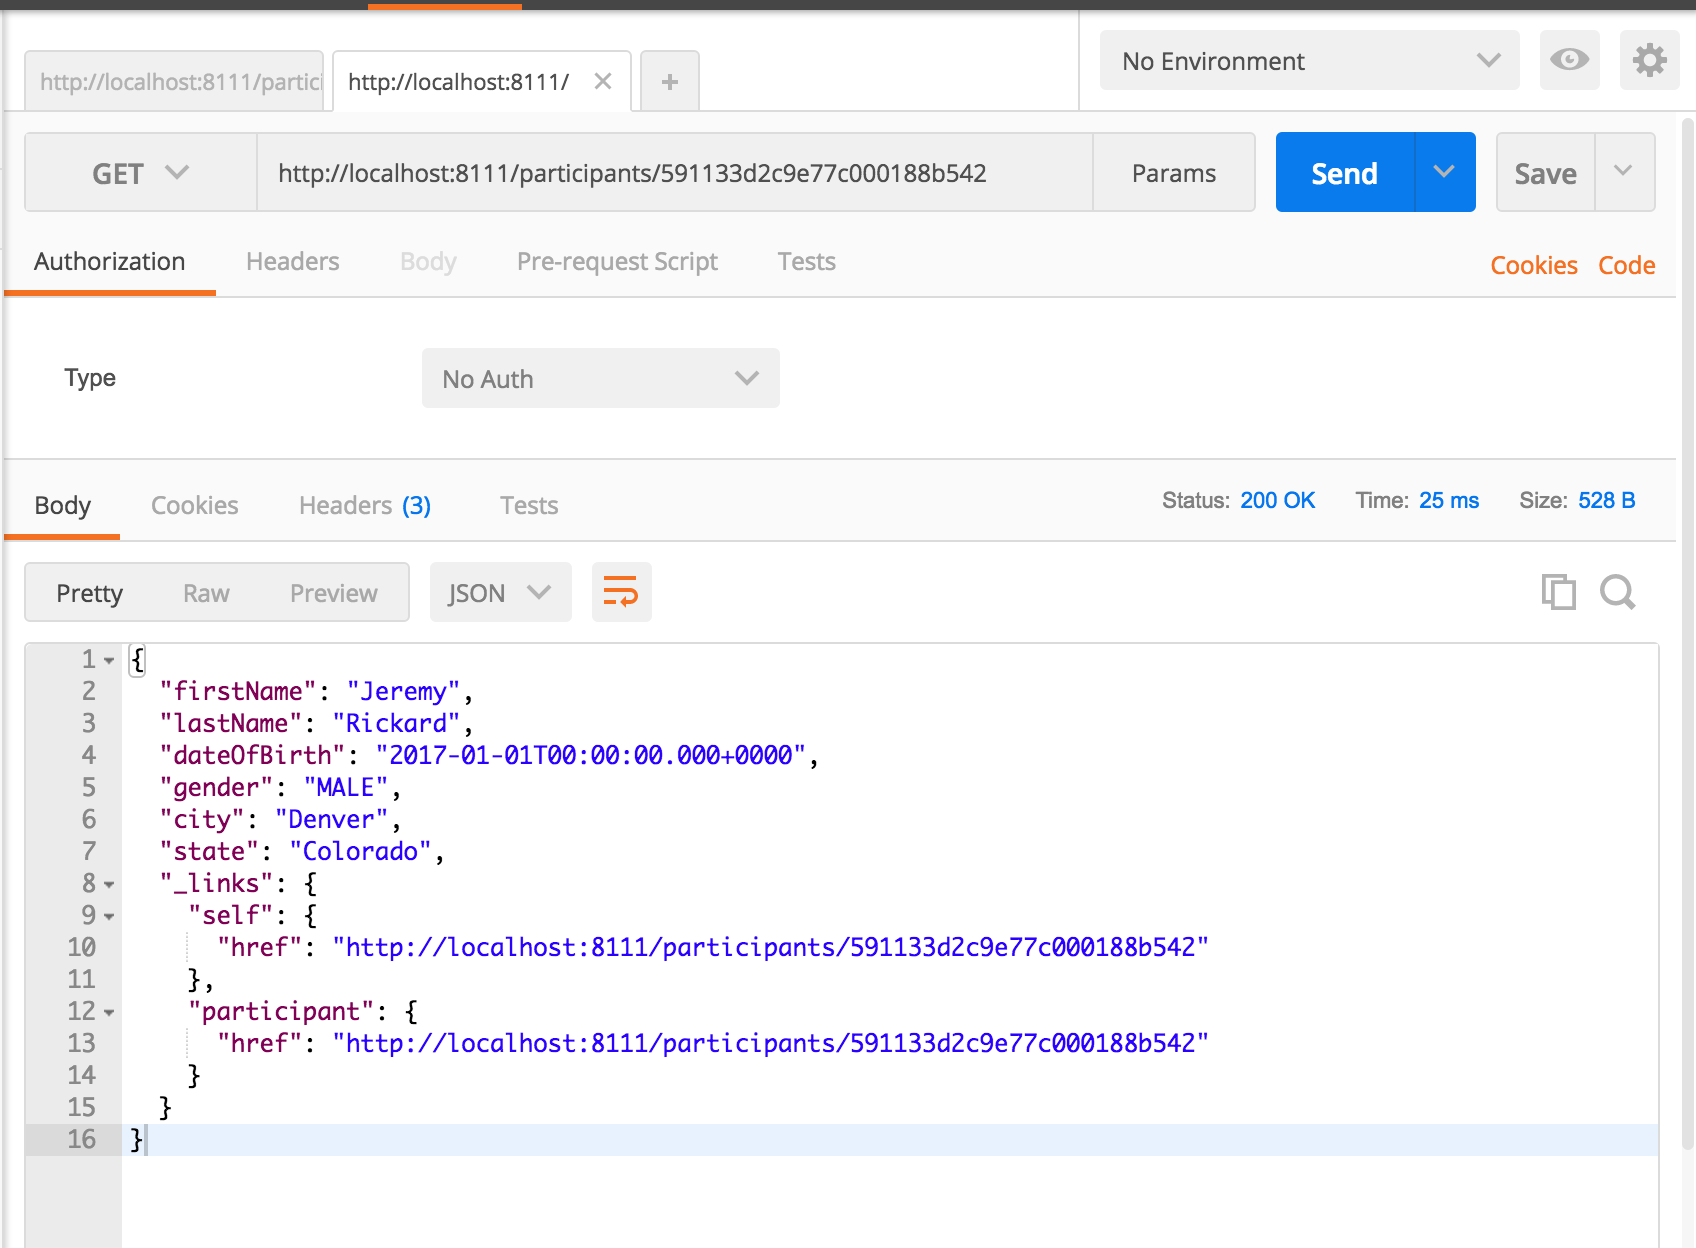 http://localhost:8111/partici
http://localhost:8111/
No Environment
GET
http://localhost:8111/participants/591133d2c9e77c000188b542
Params
Send
Save
Authorization
Headers
Body
Pre-request Script
Tests
Cookies
Code
Type
No Auth
Body
Cookies
Headers (3)
Tests
Status: 200 OK
Time: 25 ms
Size: 528 B
Pretty
Raw
Preview
JSON
1 {
2 "firstName": "Jeremy",
3 "lastName": "Rickard",
4 "dateOfBirth": "2017-01-01T00:00:00.000+0000",
5 "gender": "MALE",
6 "city": "Denver",
7 "state": "Colorado",
8 "_links": {
9 "self": {
10 "href": "http://localhost:8111/participants/591133d2c9e77c000188b542"
11 },
12 "participant": {
13 "href": "http://localhost:8111/participants/591133d2c9e77c000188b542"
14 }
15 }
16 }